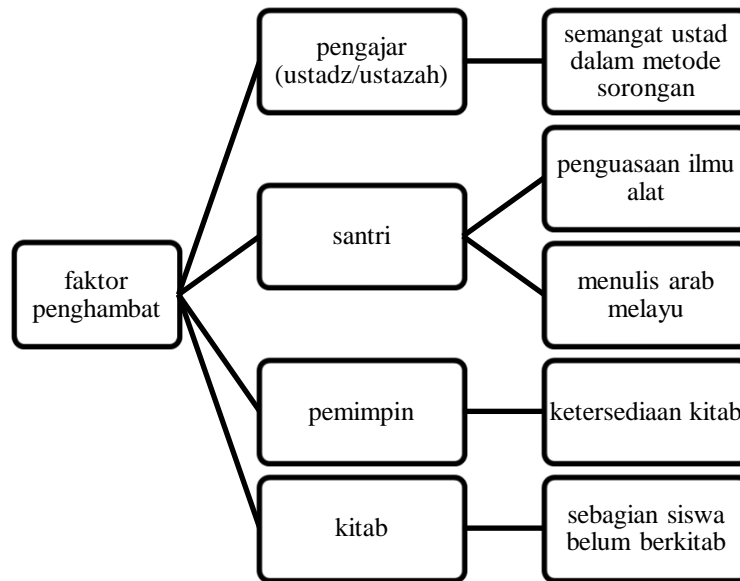 faktor
penghambat
pengajar
(ustadz/ustazah)
semangat ustad
dalam metode
sorongan
santri
penguasaan ilmu
alat
menulis arab
melayu
pemimpin
ketersediaan kitab
kitab
sebagian siswa
belum berkitab